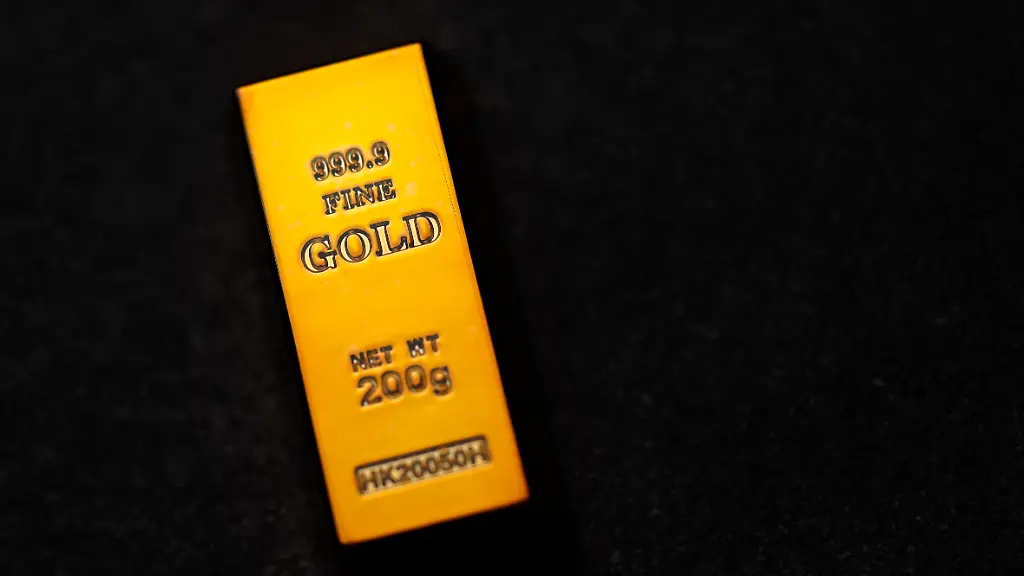 999.9
FINE
GOLD
NET WT
200g
HK20050H